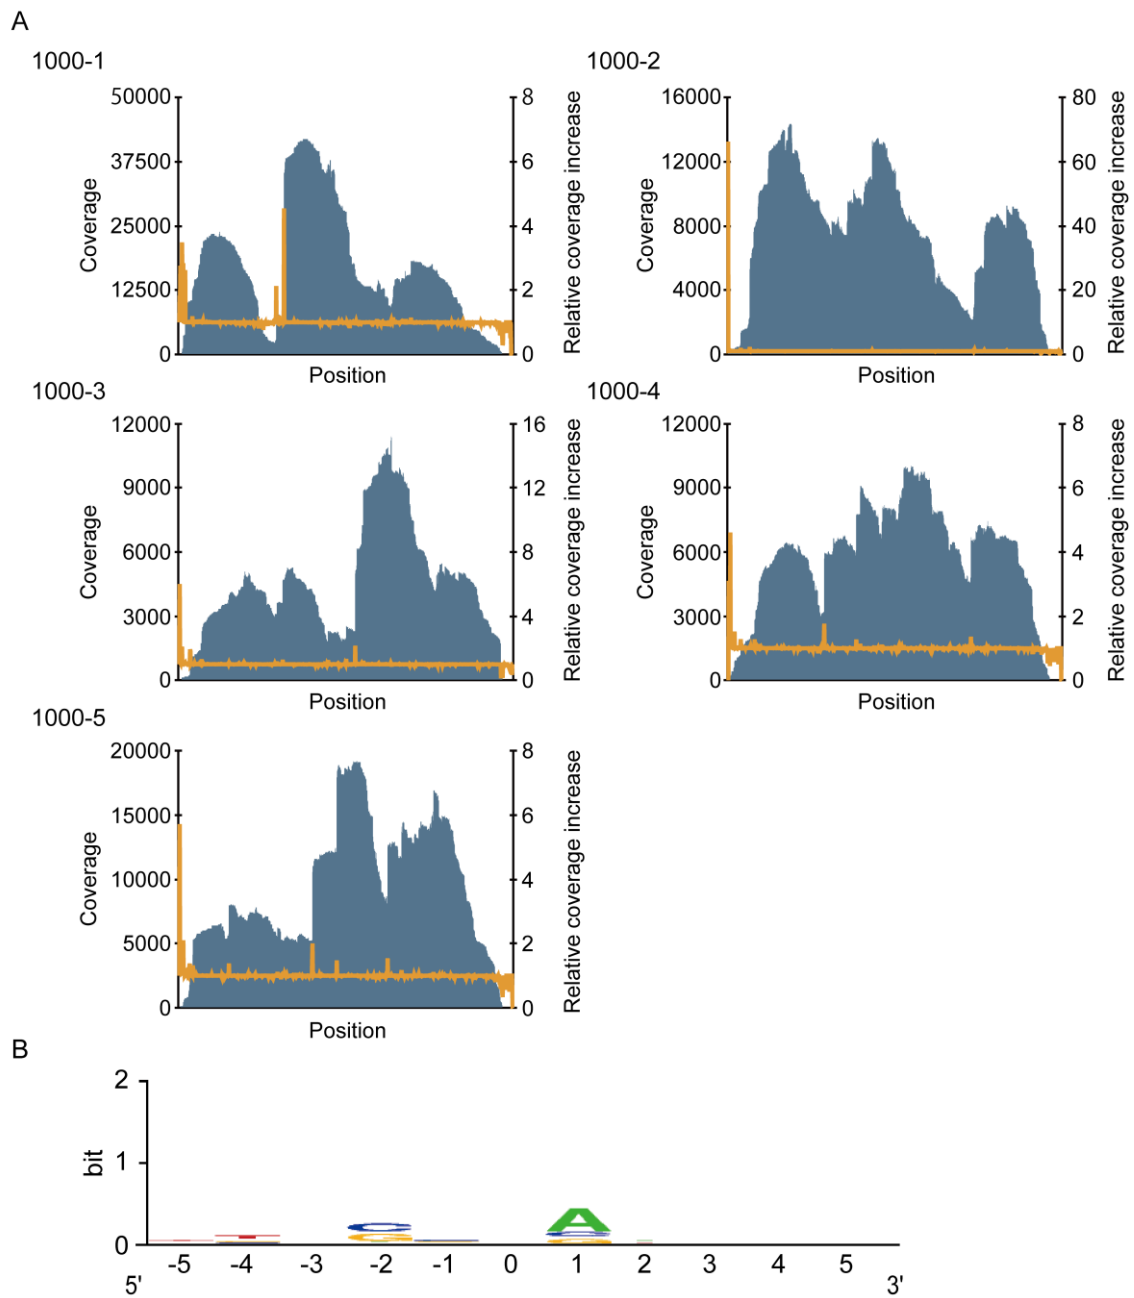 A
1000-1
50000
37500
25000
12500
0
Coverage
8
6
4
2
0
Relative coverage increase
Position
1000-2
16000
12000
8000
4000
0
Coverage
80
60
40
20
0
Relative coverage increase
Position
1000-3
12000
9000
6000
3000
0
Coverage
16
12
8
4
0
Relative coverage increase
Position
1000-4
12000
9000
6000
3000
0
Coverage
8
6
4
2
0
Relative coverage increase
Position
1000-5
20000
15000
10000
5000
0
Coverage
8
6
4
2
0
Relative coverage increase
Position
B
2
1
0
bit
T
C
G
A
C
G
-5 -4 -3 -2 -1 0 1 2 3 4 5
5' 3'